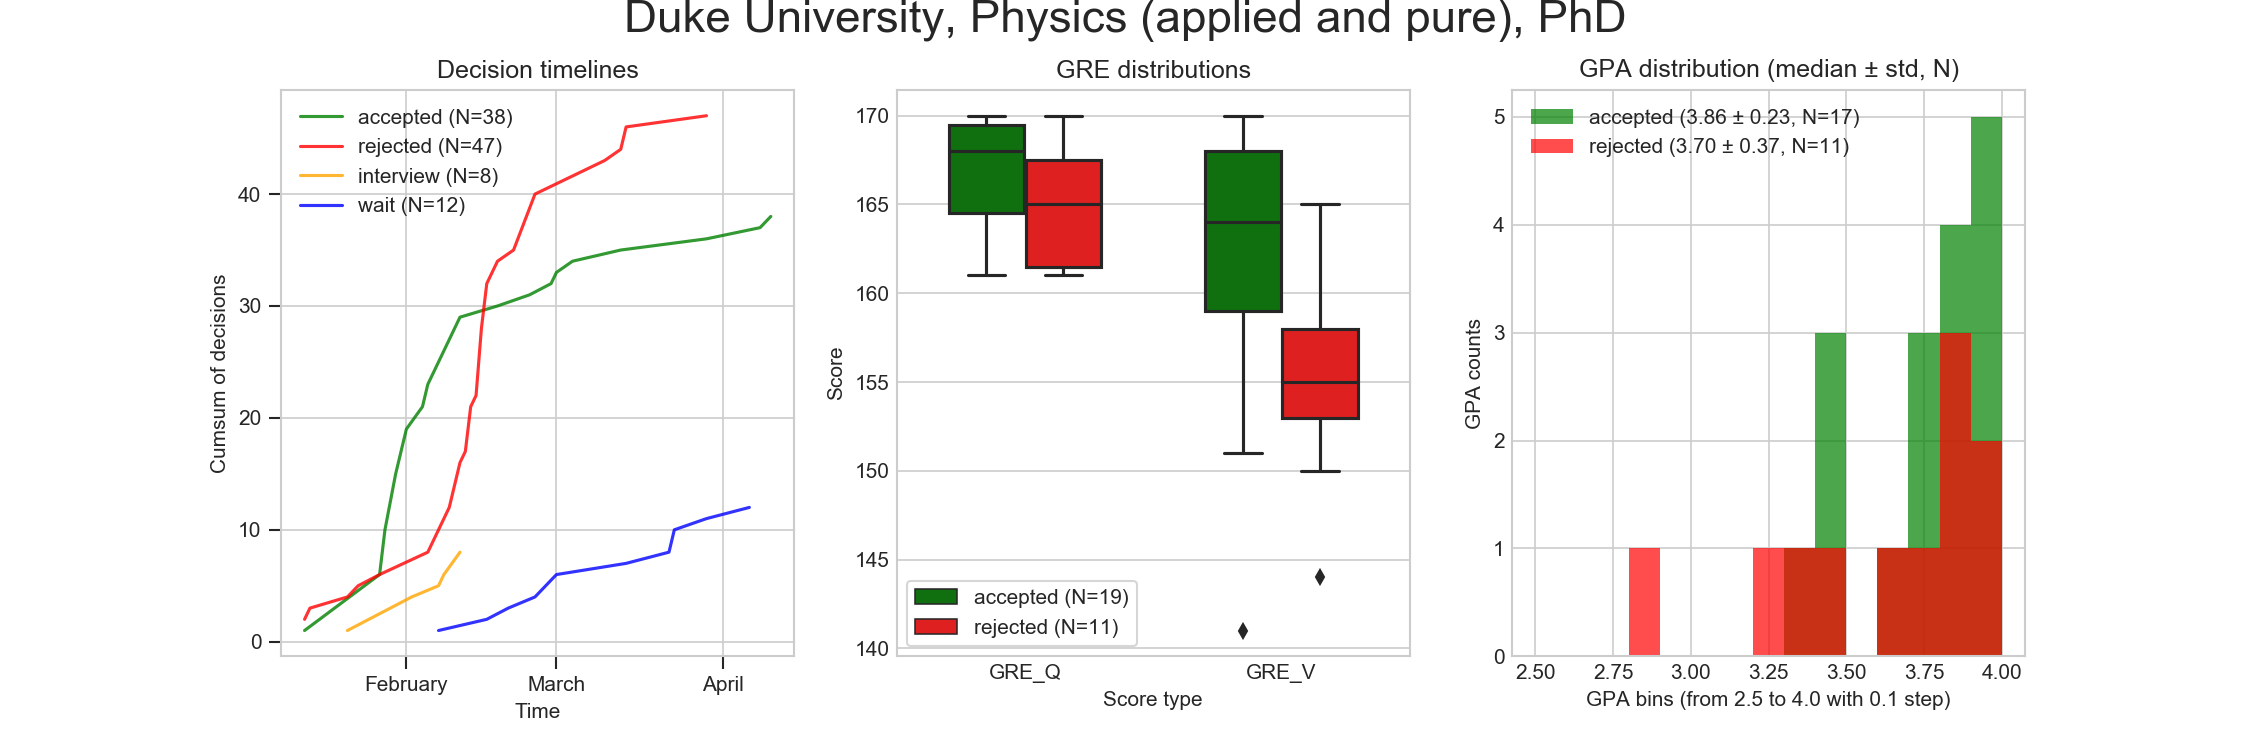 Duke University, Physics (applied and pure), PhD
Decision timelines
accepted (N=38)
rejected (N=47)
interview (N=8)
wait (N=12)
Cumsum of decisions
40
30
20
10
0
February March April
Time
GRE distributions
Score
170
165
160
155
150
145
140
accepted (N=19)
rejected (N=11)
GRE_Q GRE_V
Score type
GPA distribution (median ± std, N)
accepted (3.86 ± 0.23, N=17)
rejected (3.70 ± 0.37, N=11)
GPA counts
5
4
3
2
1
0
2.50 2.75 3.00 3.25 3.50 3.75 4.00
GPA bins (from 2.5 to 4.0 with 0.1 step)